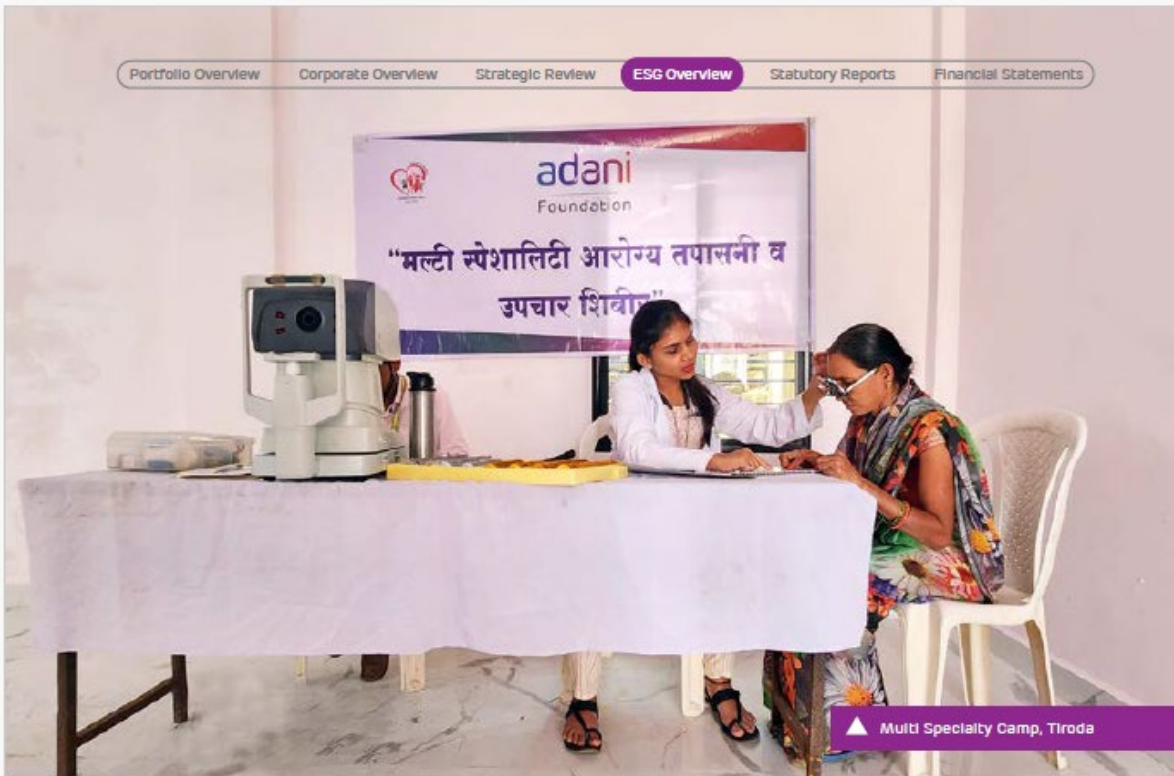 Portfolio Overview Corporate Overview Strategic Review ESG Overview Statutory Reports Financial Statements
adani
Foundation
“मल्टी स्पेशालिटी आरोग्य तपासनी व
उपचार
Multi Specialty Camp, Tiroda